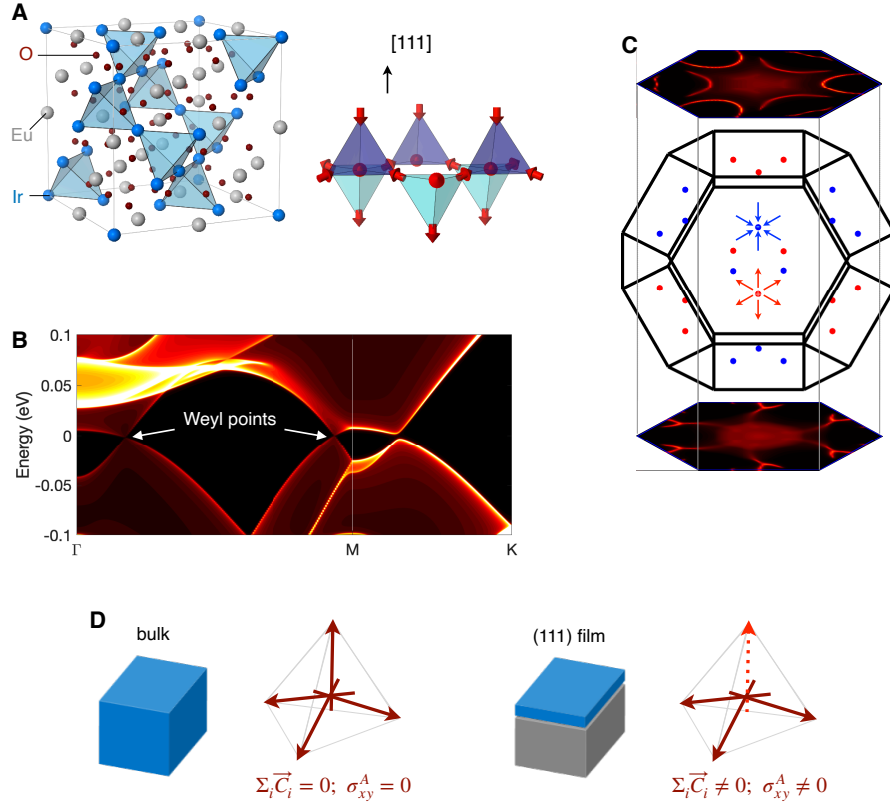 A
O
Eu
Ir
[111]
C
B
0.1
0.05
0
-0.05
-0.1
Energy (eV)
Weyl points
Γ
M
K
D
bulk
(111) film
Σ_i C⃗_i = 0; σ^A_xy = 0
Σ_i C⃗_i ≠ 0; σ^A_xy ≠ 0